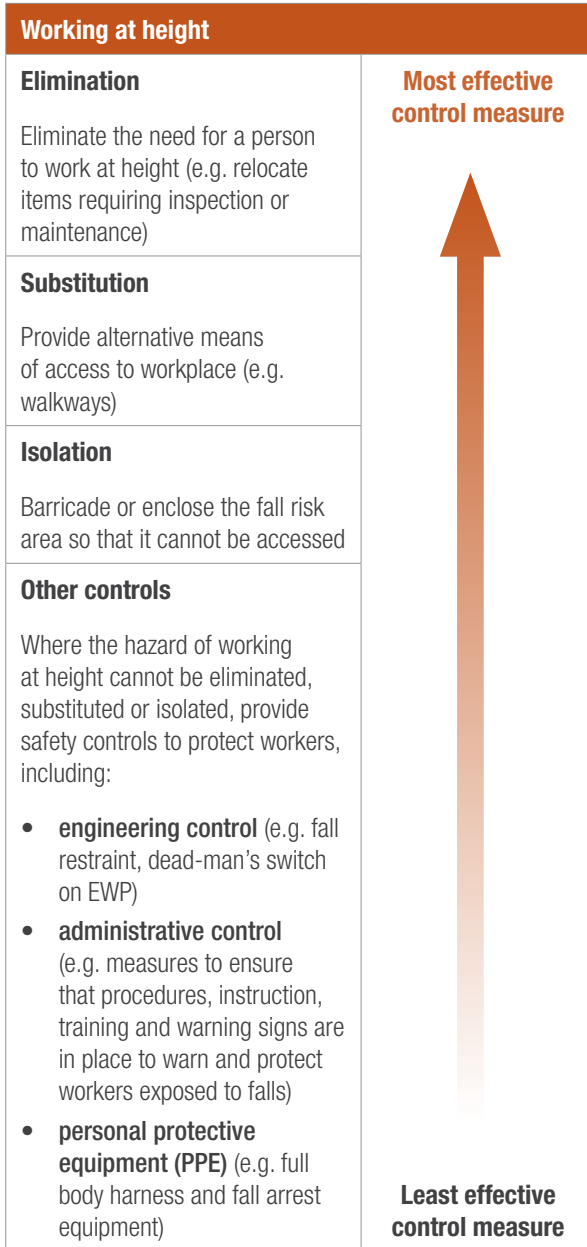 Working at height
Elimination
Eliminate the need for a person
to work at height (e.g. relocate
items requiring inspection or
maintenance)
Most effective
control measure
Substitution
Provide alternative means
of access to workplace (e.g.
walkways)
Isolation
Barricade or enclose the fall risk
area so that it cannot be accessed
Other controls
Where the hazard of working
at height cannot be eliminated,
substituted or isolated, provide
safety controls to protect workers,
including:
• engineering control (e.g. fall
restraint, dead-man’s switch
on EWP)
• administrative control
(e.g. measures to ensure
that procedures, instruction,
training and warning signs are
in place to warn and protect
workers exposed to falls)
• personal protective
equipment (PPE) (e.g. full
body harness and fall arrest
equipment)
Least effective
control measure